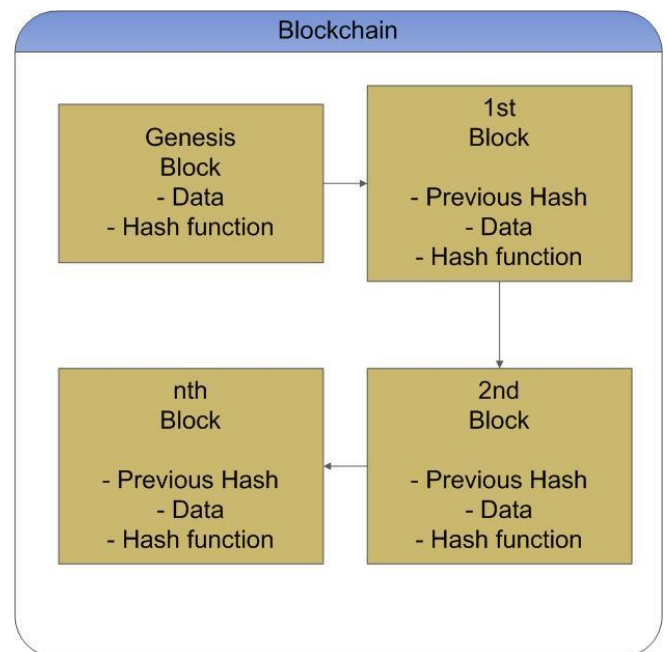 Blockchain
Genesis
Block
- Data
- Hash function
1st
Block
- Previous Hash
- Data
- Hash function
2nd
Block
- Previous Hash
- Data
- Hash function
nth
Block
- Previous Hash
- Data
- Hash function